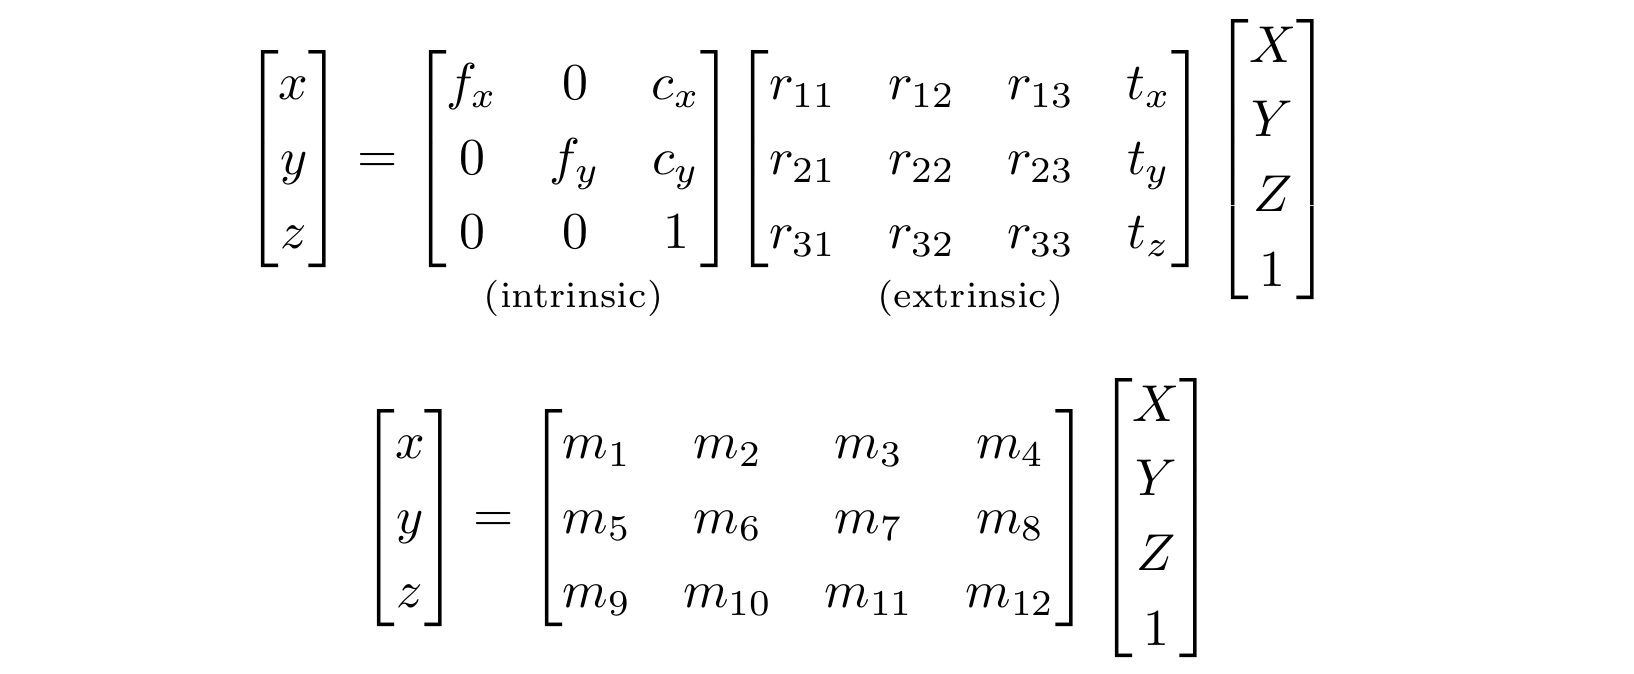 $$\begin{bmatrix} x \\ y \\ z \end{bmatrix} = \underset{\text{(intrinsic)}}{\begin{bmatrix} f_x & 0 & c_x \\ 0 & f_y & c_y \\ 0 & 0 & 1 \end{bmatrix}} \underset{\text{(extrinsic)}}{\begin{bmatrix} r_{11} & r_{12} & r_{13} & t_x \\ r_{21} & r_{22} & r_{23} & t_y \\ r_{31} & r_{32} & r_{33} & t_z \end{bmatrix}} \begin{bmatrix} X \\ Y \\ Z \\ 1 \end{bmatrix}$$
$$\begin{bmatrix} x \\ y \\ z \end{bmatrix} = \begin{bmatrix} m_1 & m_2 & m_3 & m_4 \\ m_5 & m_6 & m_7 & m_8 \\ m_9 & m_{10} & m_{11} & m_{12} \end{bmatrix} \begin{bmatrix} X \\ Y \\ Z \\ 1 \end{bmatrix}$$